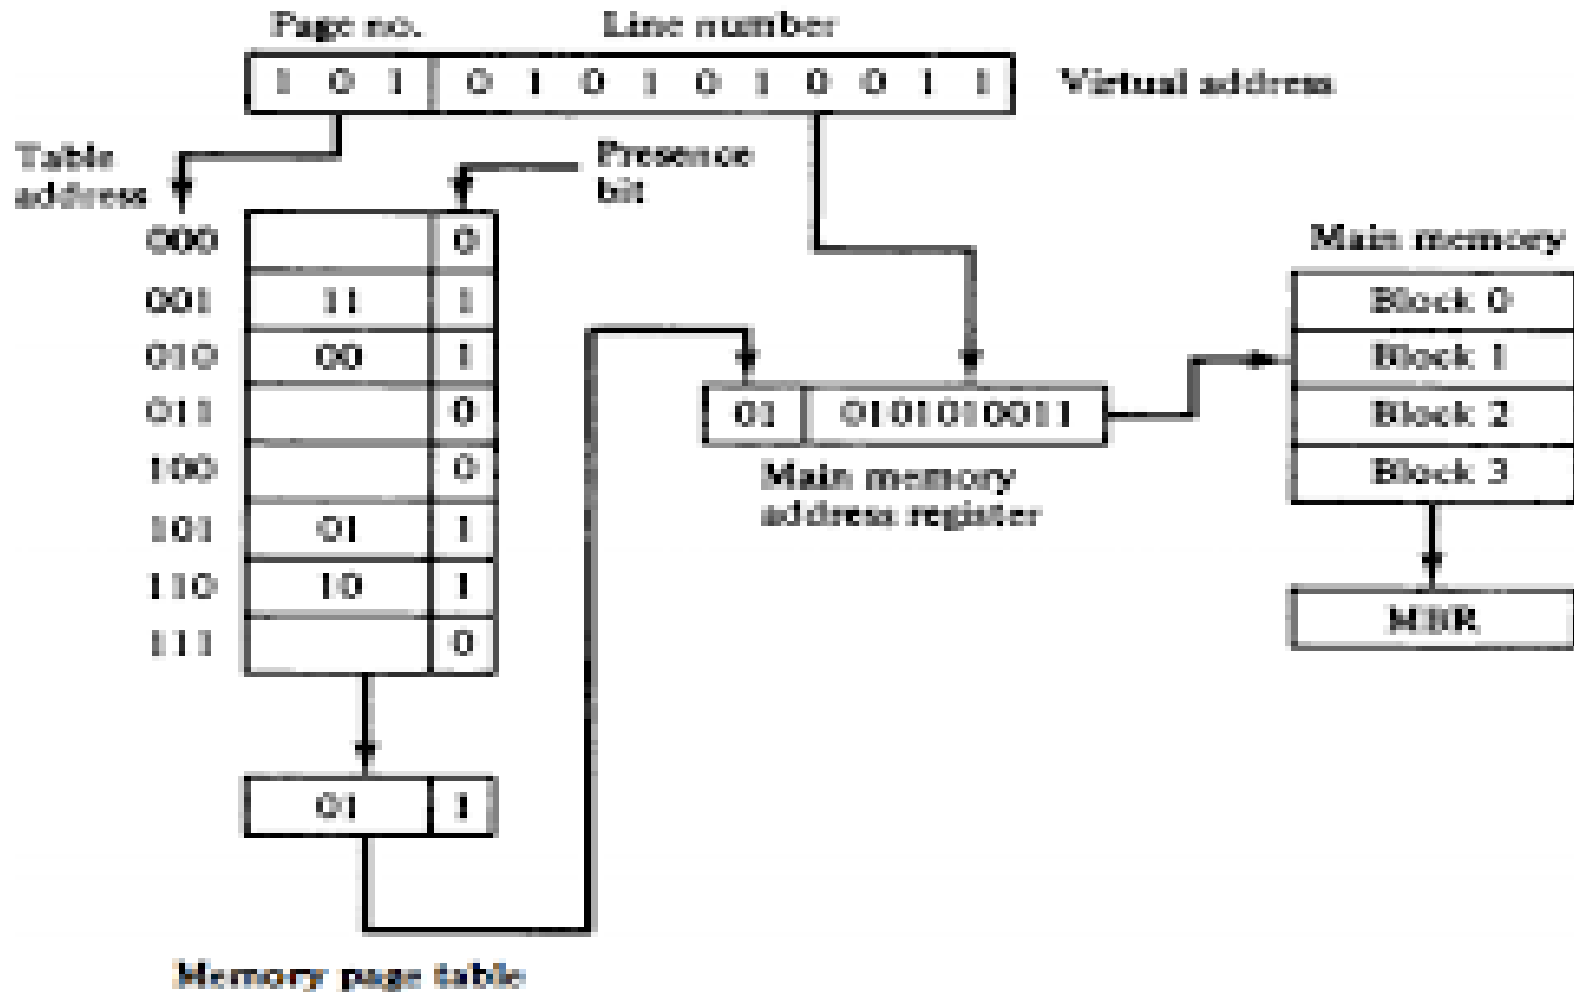 Page no. Line number
1 0 1 0 1 0 1 0 1 0 0 1 1 Virtual address
Table address
Presence bit
000 0
001 11 1
010 00 1
011 0
100 0
101 01 1
110 10 1
111 0
01 1
Memory page table
01 0101010011
Main memory
address register
Main memory
Block 0
Block 1
Block 2
Block 3
MBR